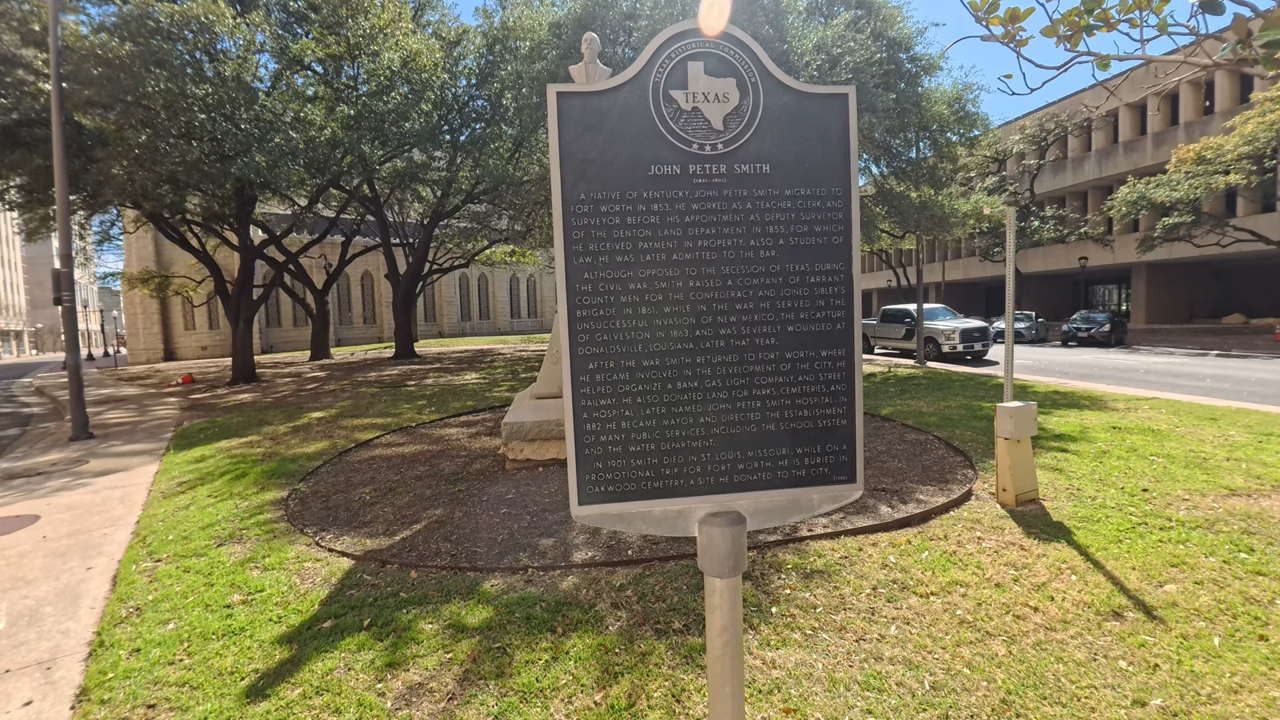 TEXAS HISTORICAL COMMISSION
TEXAS
JOHN PETER SMITH
(1831-1901)
A NATIVE OF KENTUCKY, JOHN PETER SMITH MIGRATED TO
FORT WORTH IN 1853. HE WORKED AS A TEACHER, CLERK, AND
SURVEYOR BEFORE HIS APPOINTMENT AS DEPUTY SURVEYOR
OF THE DENTON LAND DEPARTMENT IN 1855, FOR WHICH
HE RECEIVED PAYMENT IN PROPERTY. ALSO A STUDENT OF
LAW, HE WAS LATER ADMITTED TO THE BAR.
ALTHOUGH OPPOSED TO THE SECESSION OF TEXAS DURING
THE CIVIL WAR, SMITH RAISED A COMPANY OF TARRANT
COUNTY MEN FOR THE CONFEDERACY AND JOINED SIBLEY'S
BRIGADE IN 1861. WHILE IN THE WAR HE SERVED IN THE
UNSUCCESSFUL INVASION OF NEW MEXICO, THE RECAPTURE
OF GALVESTON IN 1863, AND WAS SEVERELY WOUNDED AT
DONALDSVILLE, LOUISIANA, LATER THAT YEAR.
AFTER THE WAR SMITH RETURNED TO FORT WORTH, WHERE
HE BECAME INVOLVED IN THE DEVELOPMENT OF THE CITY. HE
HELPED ORGANIZE A BANK, GAS LIGHT COMPANY, AND STREET
RAILWAY. HE ALSO DONATED LAND FOR PARKS, CEMETERIES, AND
A HOSPITAL, LATER NAMED JOHN PETER SMITH HOSPITAL. IN
1882 HE BECAME MAYOR AND DIRECTED THE ESTABLISHMENT
OF MANY PUBLIC SERVICES, INCLUDING THE SCHOOL SYSTEM
AND THE WATER DEPARTMENT.
IN 1901 SMITH DIED IN ST. LOUIS, MISSOURI, WHILE ON A
PROMOTIONAL TRIP FOR FORT WORTH. HE IS BURIED IN
OAKWOOD CEMETERY, A SITE HE DONATED TO THE CITY.